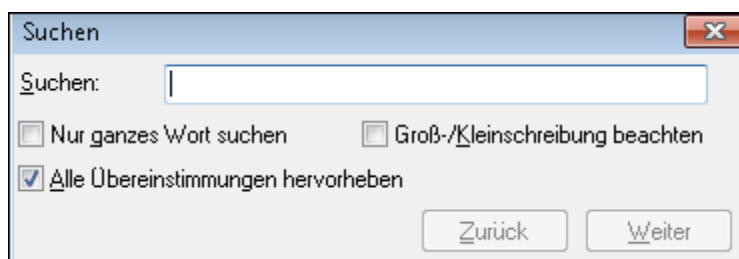 Suchen
Suchen:
Nur ganzes Wort suchen Groß-/Kleinschreibung beachten
Alle Übereinstimmungen hervorheben
Zurück Weiter